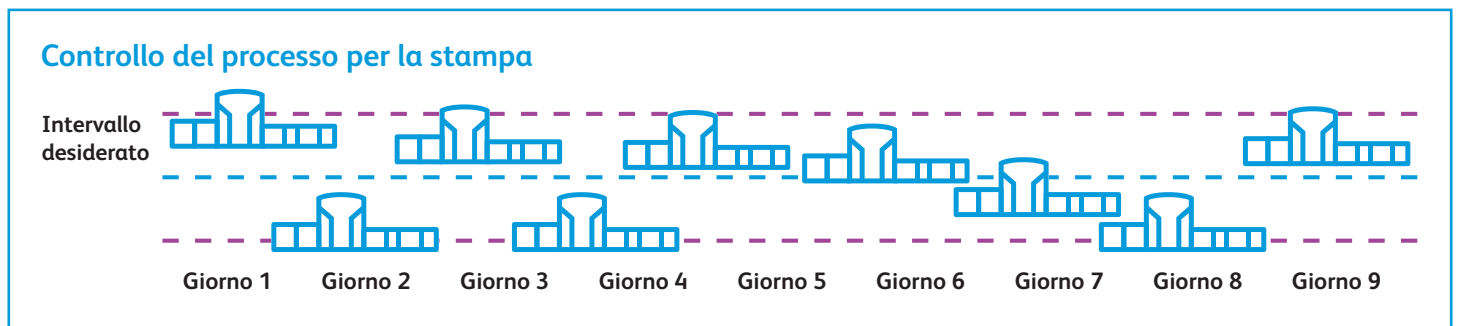 Controllo del processo per la stampa
Intervallo
desiderato
Giorno 1 Giorno 2 Giorno 3 Giorno 4 Giorno 5 Giorno 6 Giorno 7 Giorno 8 Giorno 9